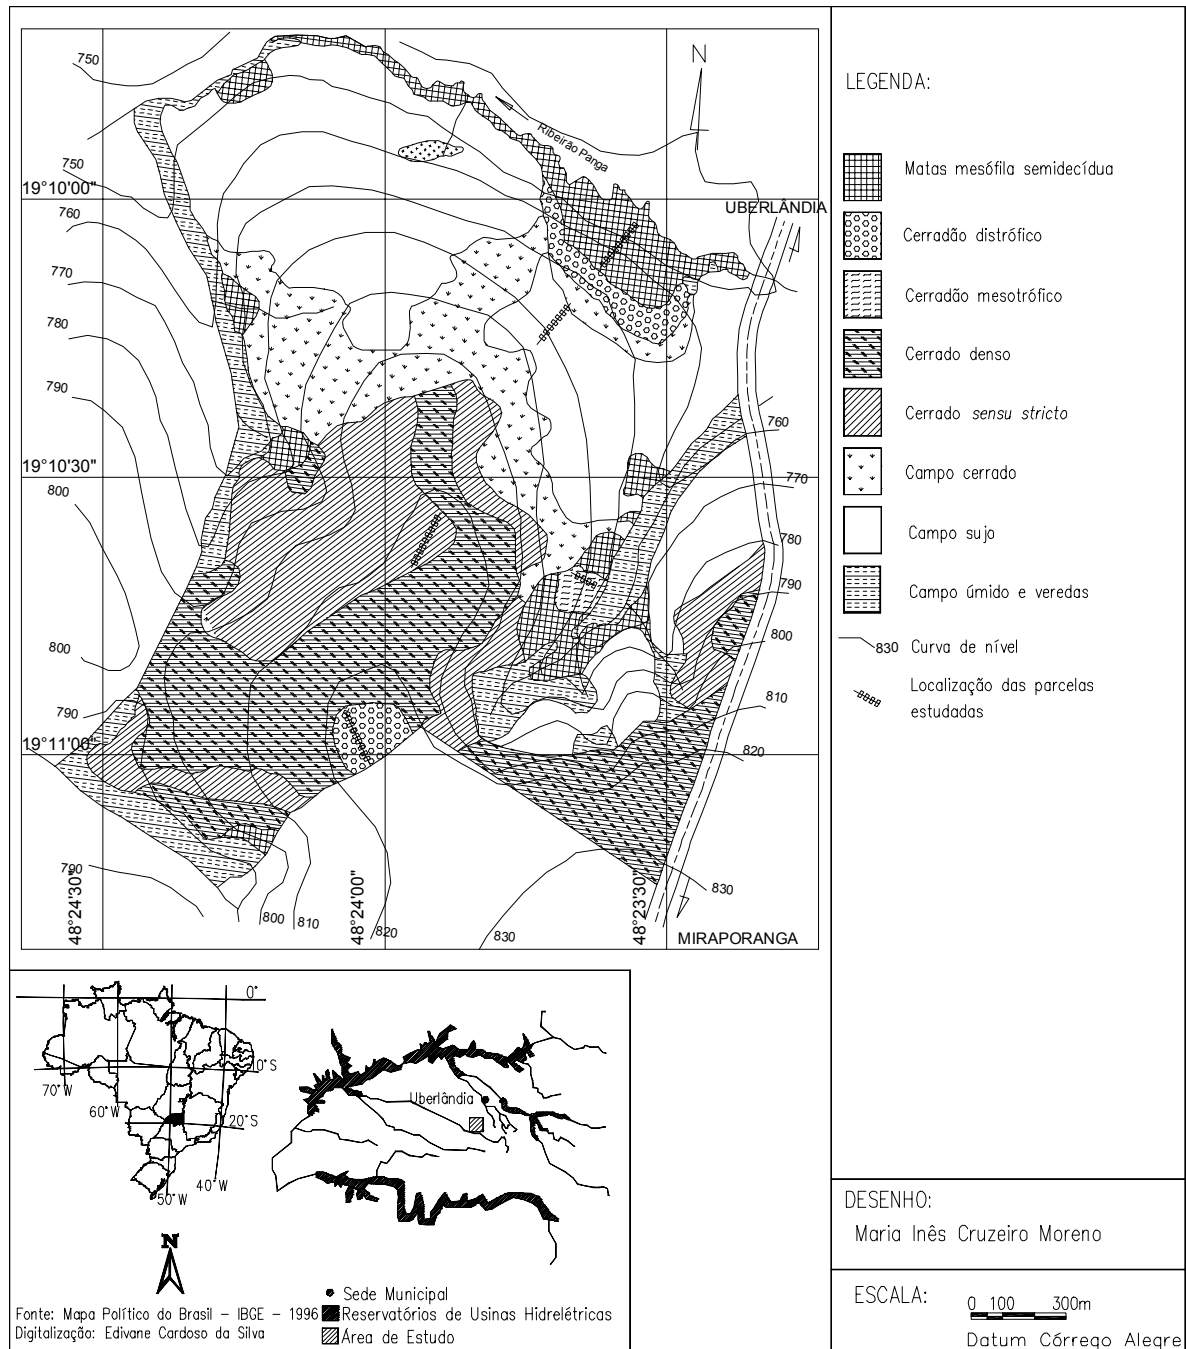 750
N
Ribeirão Panga
750
19°10'00"
UBERLÂNDIA
760
770
780
790
760
19°10'30"
770
800
780
790
800
800
810
790
19°11'00"
820
790
830
48°24'30"
48°24'00"
48°23'30"
800
810
820
830
MIRAPORANGA
LEGENDA:
Matas mesófila semidecídua
Cerradão distrófico
Cerradão mesotrófico
Cerrado denso
Cerrado sensu stricto
Campo cerrado
Campo sujo
Campo úmido e veredas
830 Curva de nível
Localização das parcelas
estudadas
0°
10°S
70°W
60°W
20°S
50°W
40°W
Uberlândia
N
Sede Municipal
Fonte: Mapa Político do Brasil – IBGE – 1996
Reservatórios de Usinas Hidrelétricas
Digitalização: Edivane Cardoso da Silva
Área de Estudo
DESENHO:
Maria Inês Cruzeiro Moreno
ESCALA:
0 100 300m
Datum Córrego Alegre